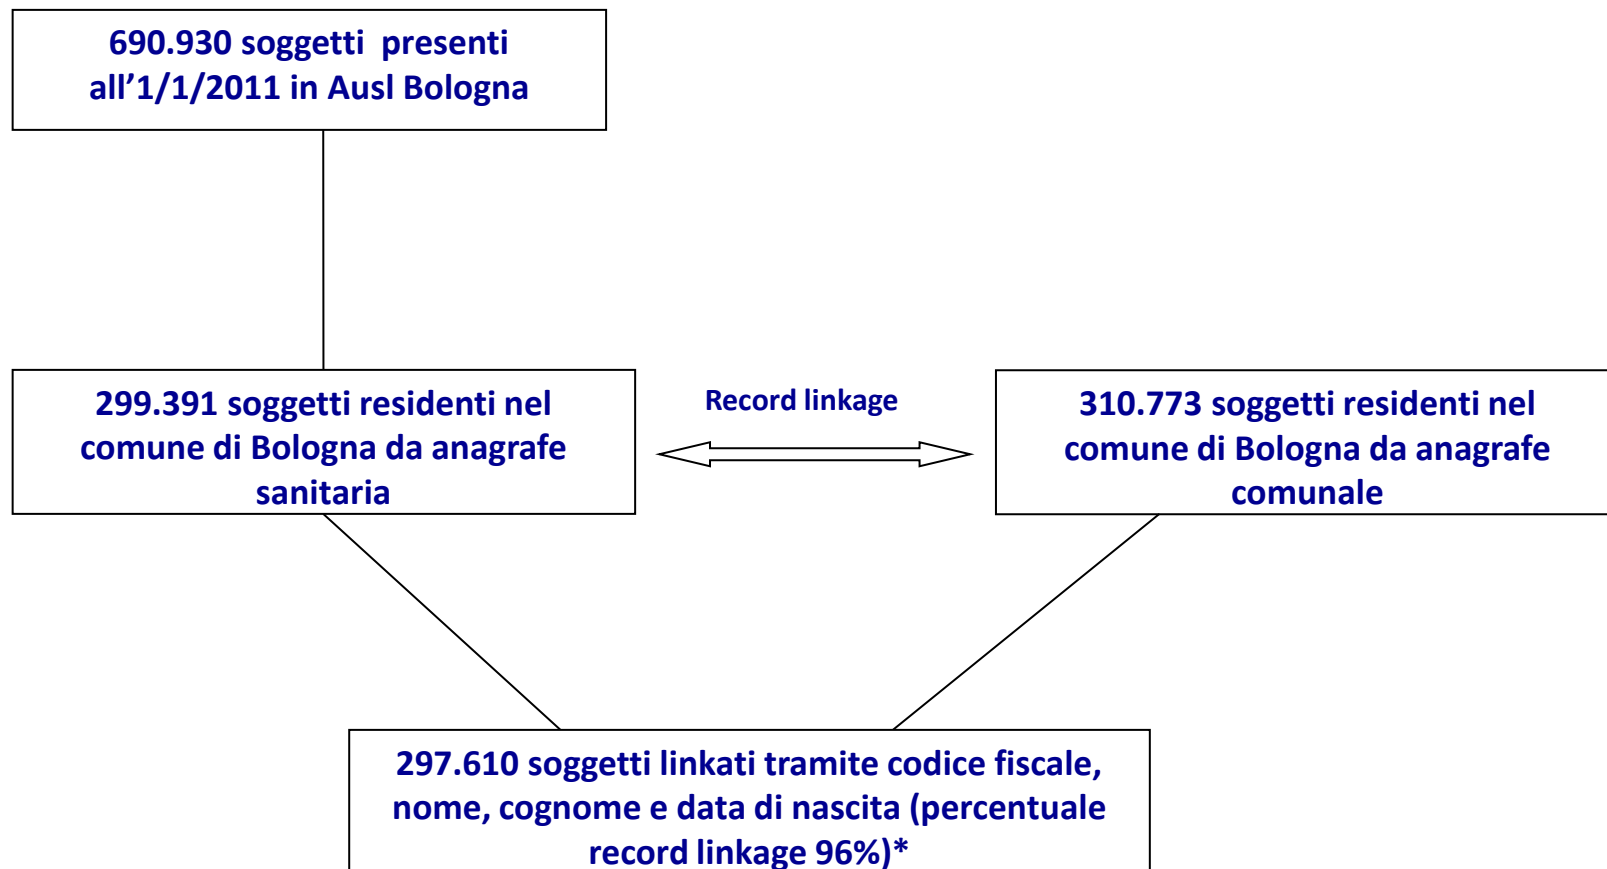 690.930 soggetti presenti
all’1/1/2011 in Ausl Bologna
299.391 soggetti residenti nel
comune di Bologna da anagrafe
sanitaria
Record linkage
310.773 soggetti residenti nel
comune di Bologna da anagrafe
comunale
297.610 soggetti linkati tramite codice fiscale,
nome, cognome e data di nascita (percentuale
record linkage 96%)*